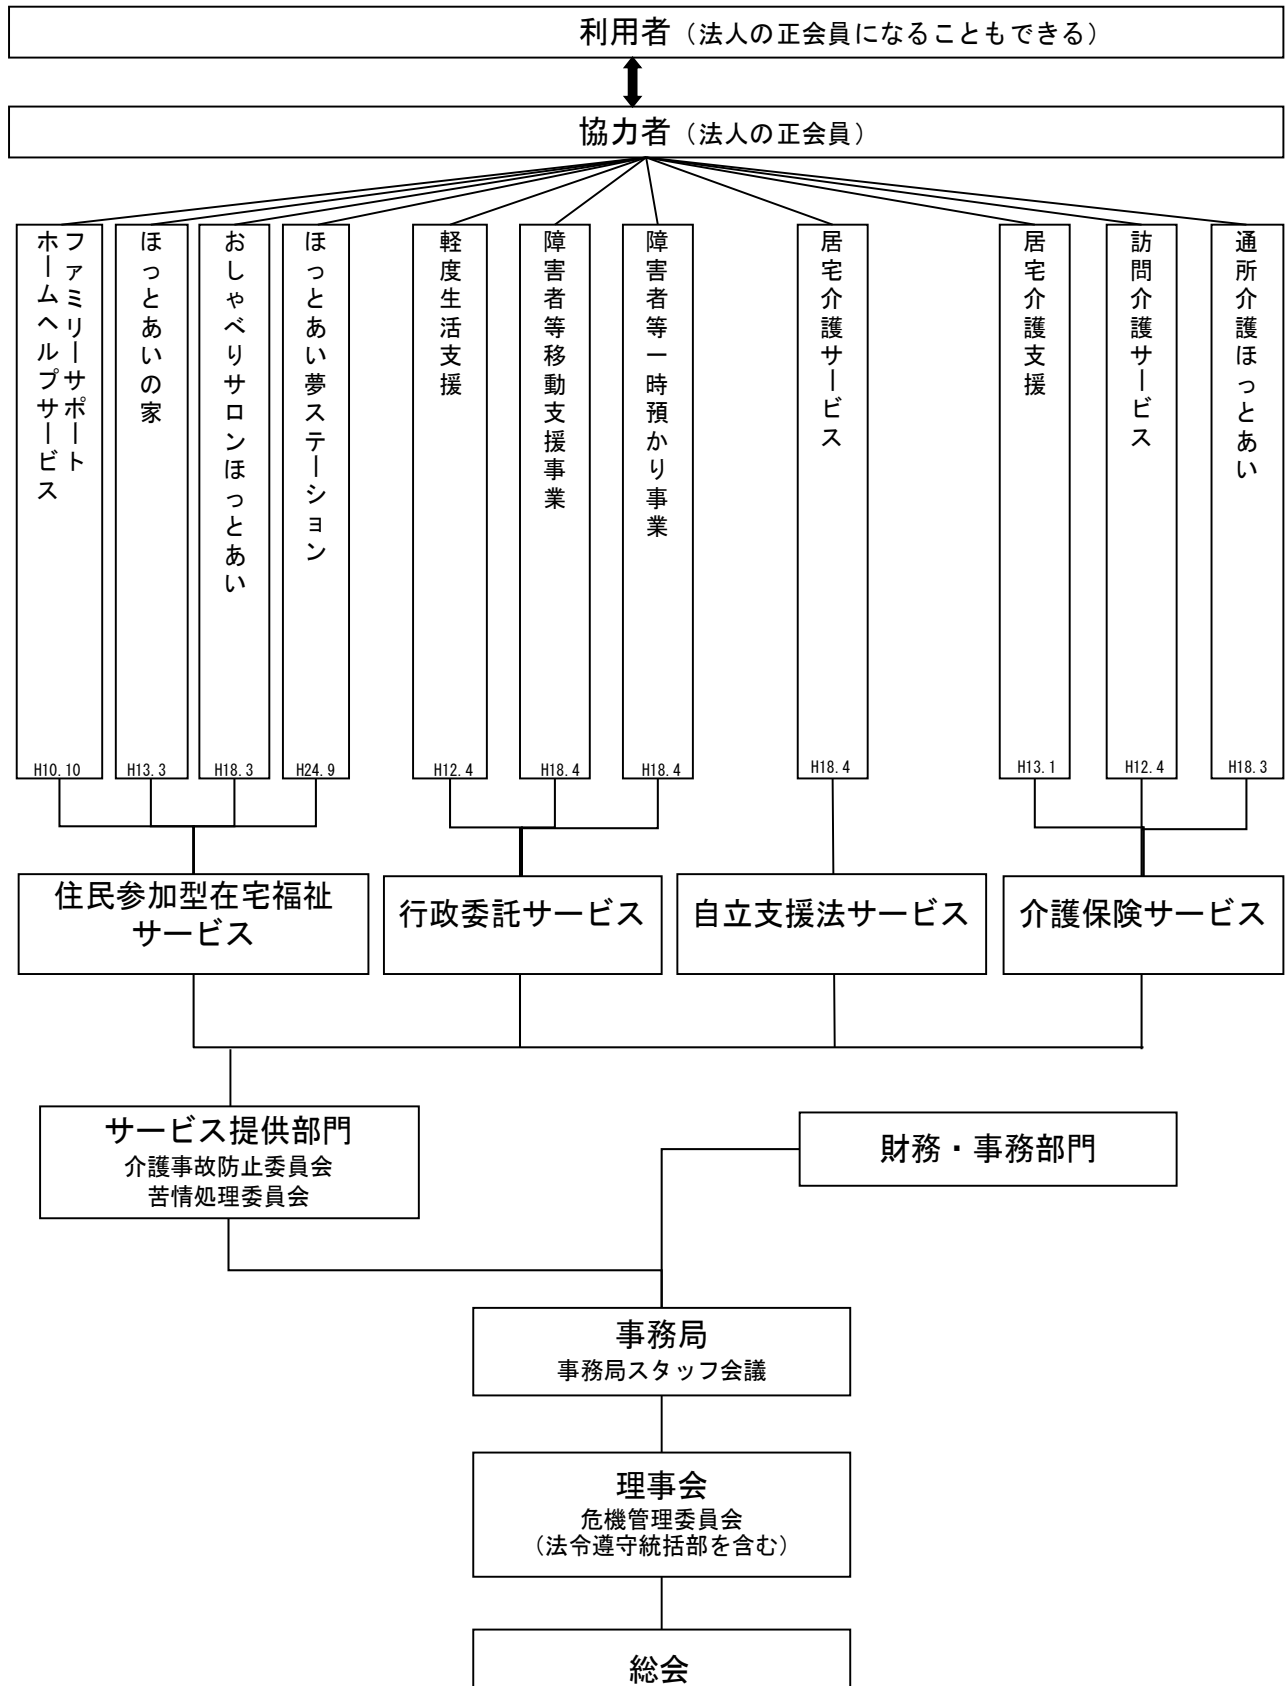 利用者（法人の正会員になることもできる）
協力者（法人の正会員）
ファミリーサポート
ホームヘルプサービス
H10.10
ほっとあいの家
H13.3
おしゃべりサロンほっとあい
H18.3
ほっとあい夢ステーション
H24.9
軽度生活支援
H12.4
障害者等移動支援事業
H18.4
障害者等一時預かり事業
H18.4
居宅介護サービス
H18.4
居宅介護支援
H13.1
訪問介護サービス
H12.4
通所介護ほっとあい
H18.3
住民参加型在宅福祉
サービス
行政委託サービス
自立支援法サービス
介護保険サービス
サービス提供部門
介護事故防止委員会
苦情処理委員会
財務・事務部門
事務局
事務局スタッフ会議
理事会
危機管理委員会
（法令遵守統括部を含む）
総会